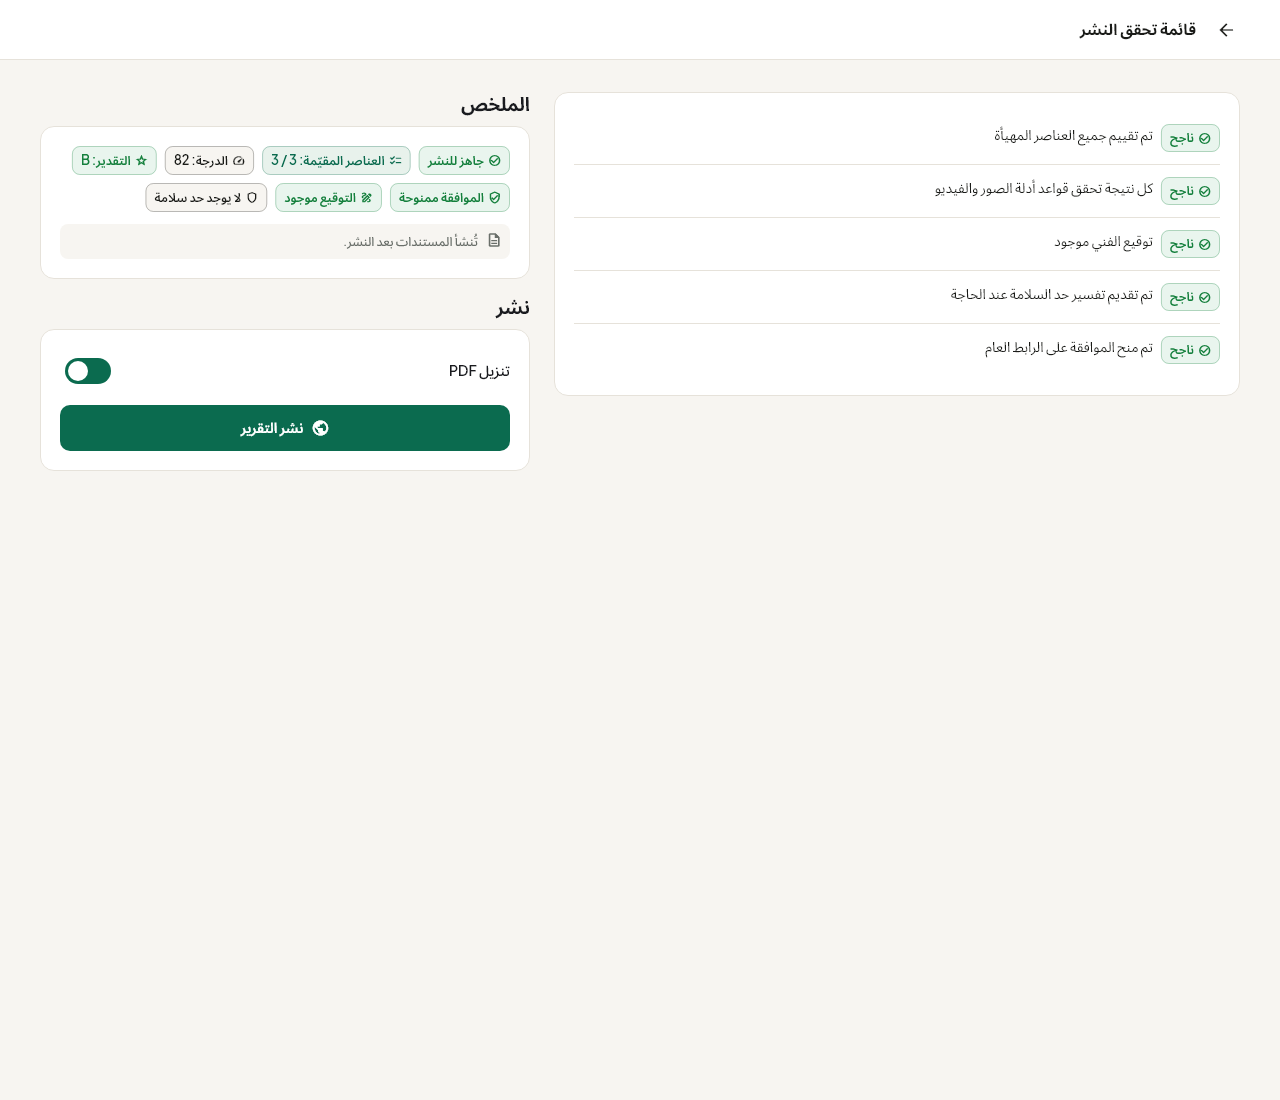 قائمة تحقق النشر
ناجح تم تقييم جميع العناصر المهيأة
ناجح كل نتيجة تحقق قواعد أدلة الصور والفيديو
ناجح توقيع الفني موجود
ناجح تم تقديم تفسير حد السلامة عند الحاجة
ناجح تم منح الموافقة على الرابط العام
الملخص
جاهز للنشر العناصر المقيّمة: 3 / 3 الدرجة: 82 التقدير: B
الموافقة ممنوحة التوقيع موجود لا يوجد حد سلامة
تُنشأ المستندات بعد النشر.
نشر
تنزيل PDF
نشر التقرير